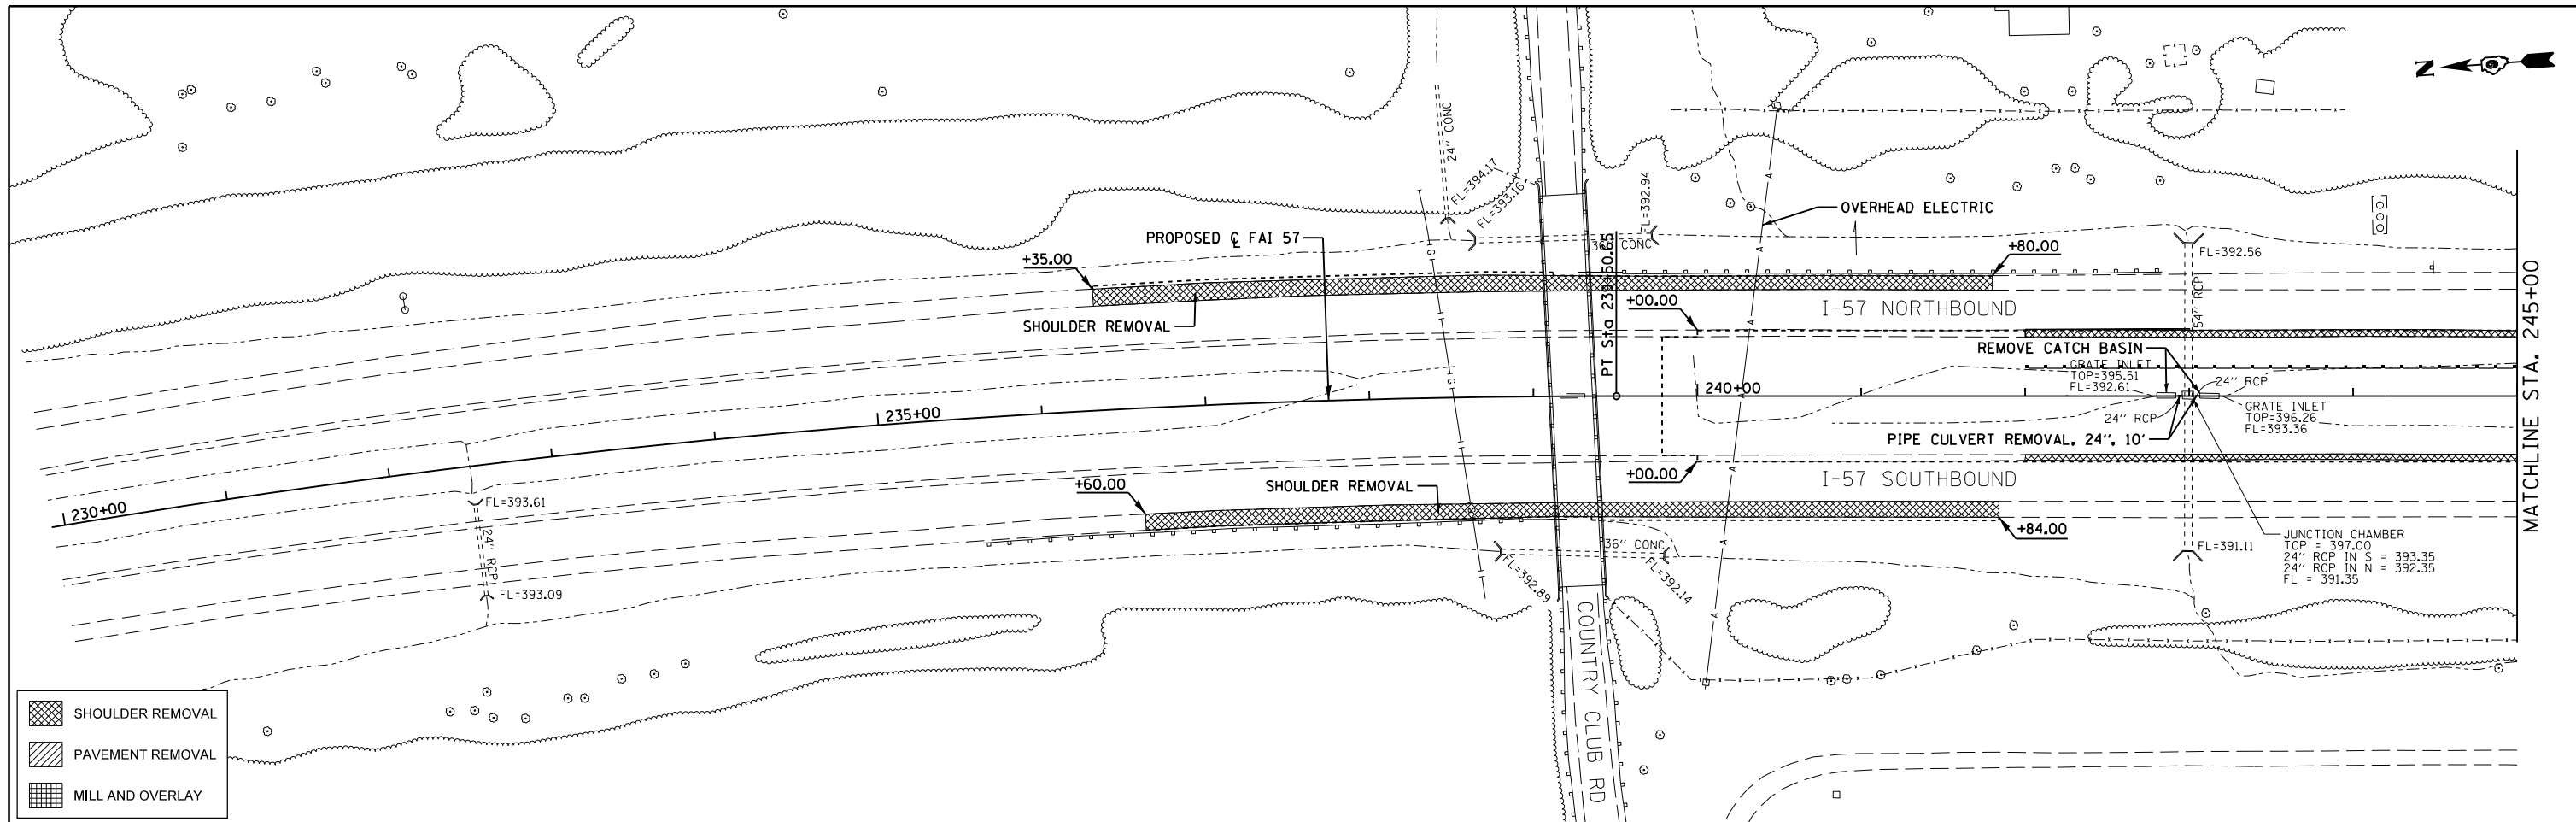 N
24" CONC
FL=394.17
FL=393.16
FL=392.94
36" CONC
OVERHEAD ELECTRIC
PROPOSED ℄ FAI 57
+35.00
+80.00
FL=392.56
54" RCP
SHOULDER REMOVAL
PT Sta 239+50.65
+00.00
I-57 NORTHBOUND
REMOVE CATCH BASIN
GRATE INLET
TOP=395.51
FL=392.61
24" RCP
MATCHLINE STA. 245+00
240+00
235+00
230+00
24" RCP
GRATE INLET
TOP=396.26
FL=393.36
PIPE CULVERT REMOVAL, 24", 10'
+00.00
I-57 SOUTHBOUND
+60.00
SHOULDER REMOVAL
+84.00
FL=393.61
24" RCP
FL=393.09
36" CONC
FL=392.89
FL=392.14
FL=391.11
JUNCTION CHAMBER
TOP = 397.00
24" RCP IN S = 393.35
24" RCP IN N = 392.35
FL = 391.35
COUNTRY CLUB RD
G
G
G
A
A
A
A
A
A
A
SHOULDER REMOVAL
PAVEMENT REMOVAL
MILL AND OVERLAY